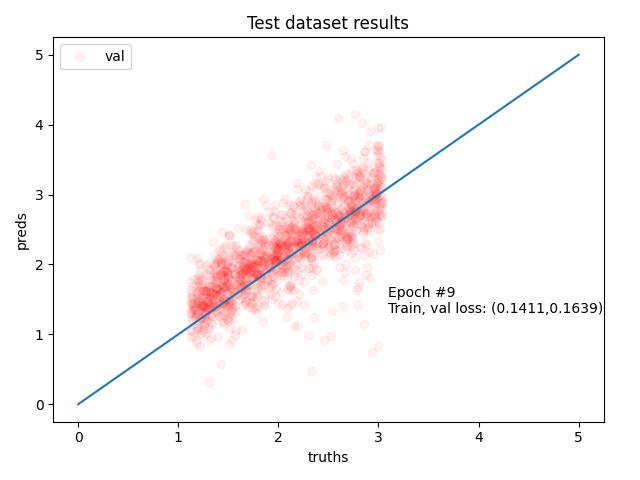 Test dataset results
val
5
4
3
2
1
0
preds
Epoch #9
Train, val loss: (0.1411,0.1639)
0 1 2 3 4 5
truths